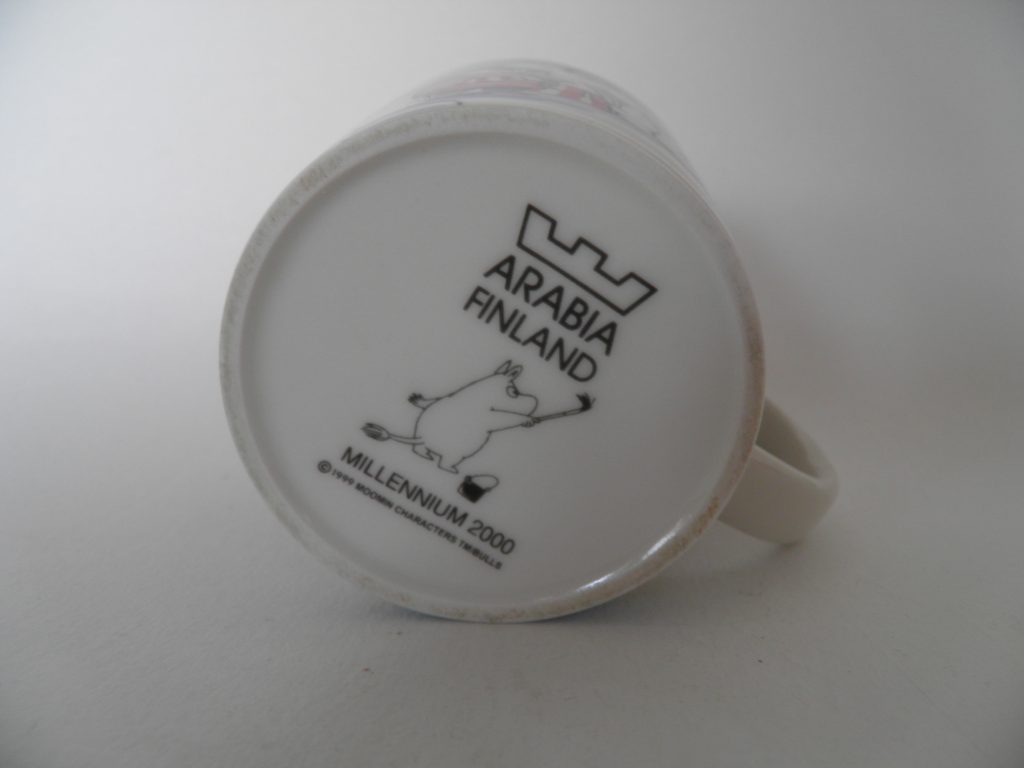 ARABIA
FINLAND
MILLENNIUM 2000
© 1999 MOOMIN CHARACTERS TM BULLS